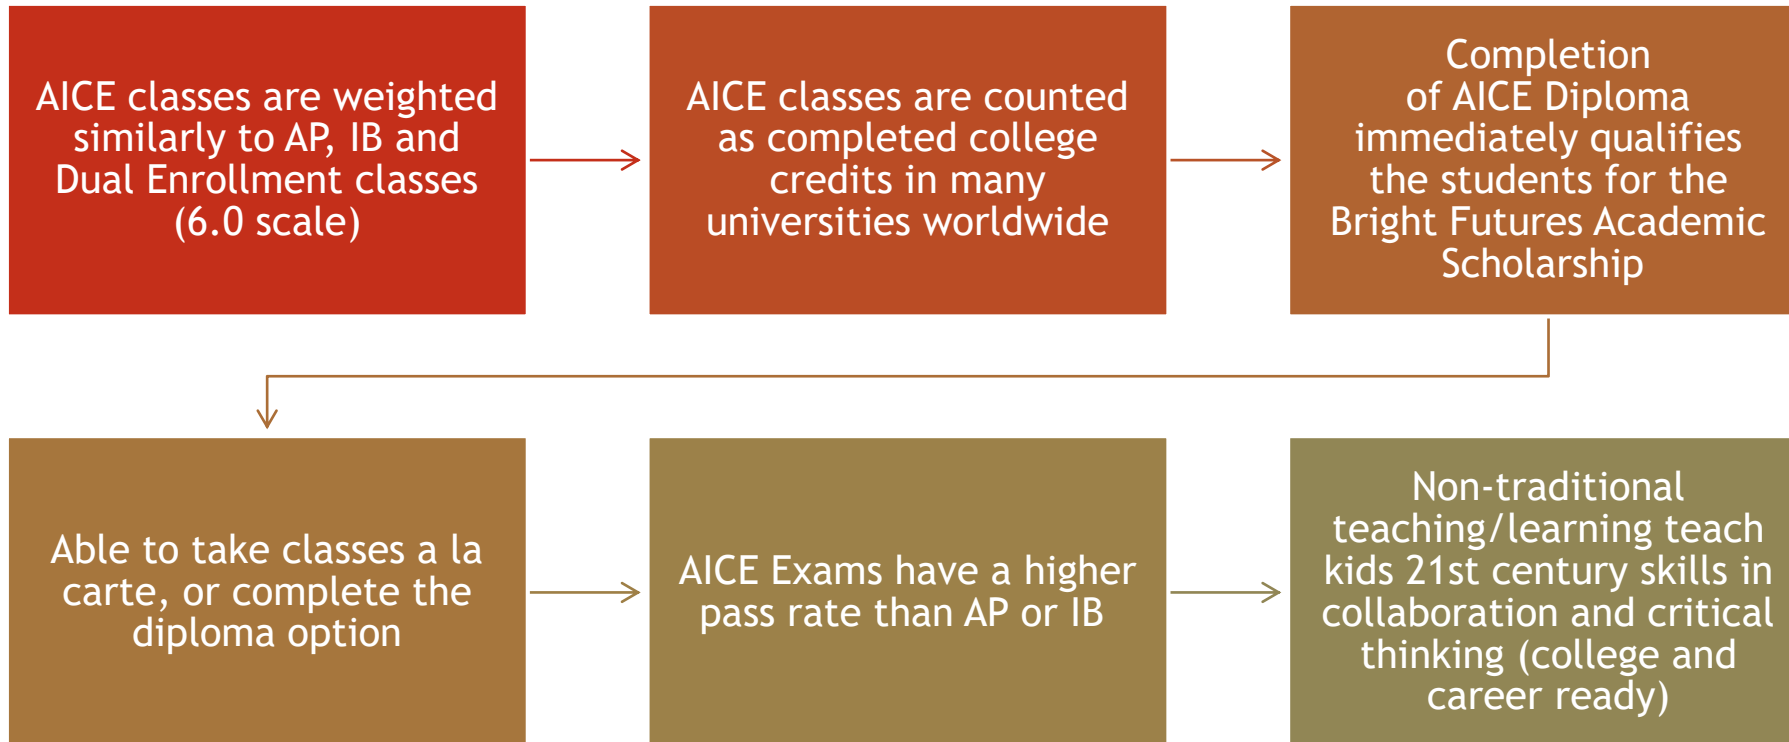 AICE classes are weighted
similarly to AP, IB and
Dual Enrollment classes
(6.0 scale)
AICE classes are counted
as completed college
credits in many
universities worldwide
Completion
of AICE Diploma
immediately qualifies
the students for the
Bright Futures Academic
Scholarship
Able to take classes a la
carte, or complete the
diploma option
AICE Exams have a higher
pass rate than AP or IB
Non-traditional
teaching/learning teach
kids 21st century skills in
collaboration and critical
thinking (college and
career ready)